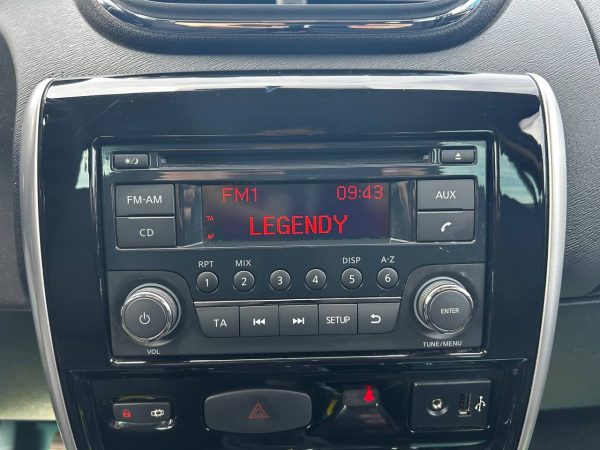 FM1 09:43
TA
AF
LEGENDY
FM·AM
AUX
CD
RPT MIX DISP A-Z
1 2 3 4 5 6
TA SETUP
ENTER
VOL
TUNE/MENU